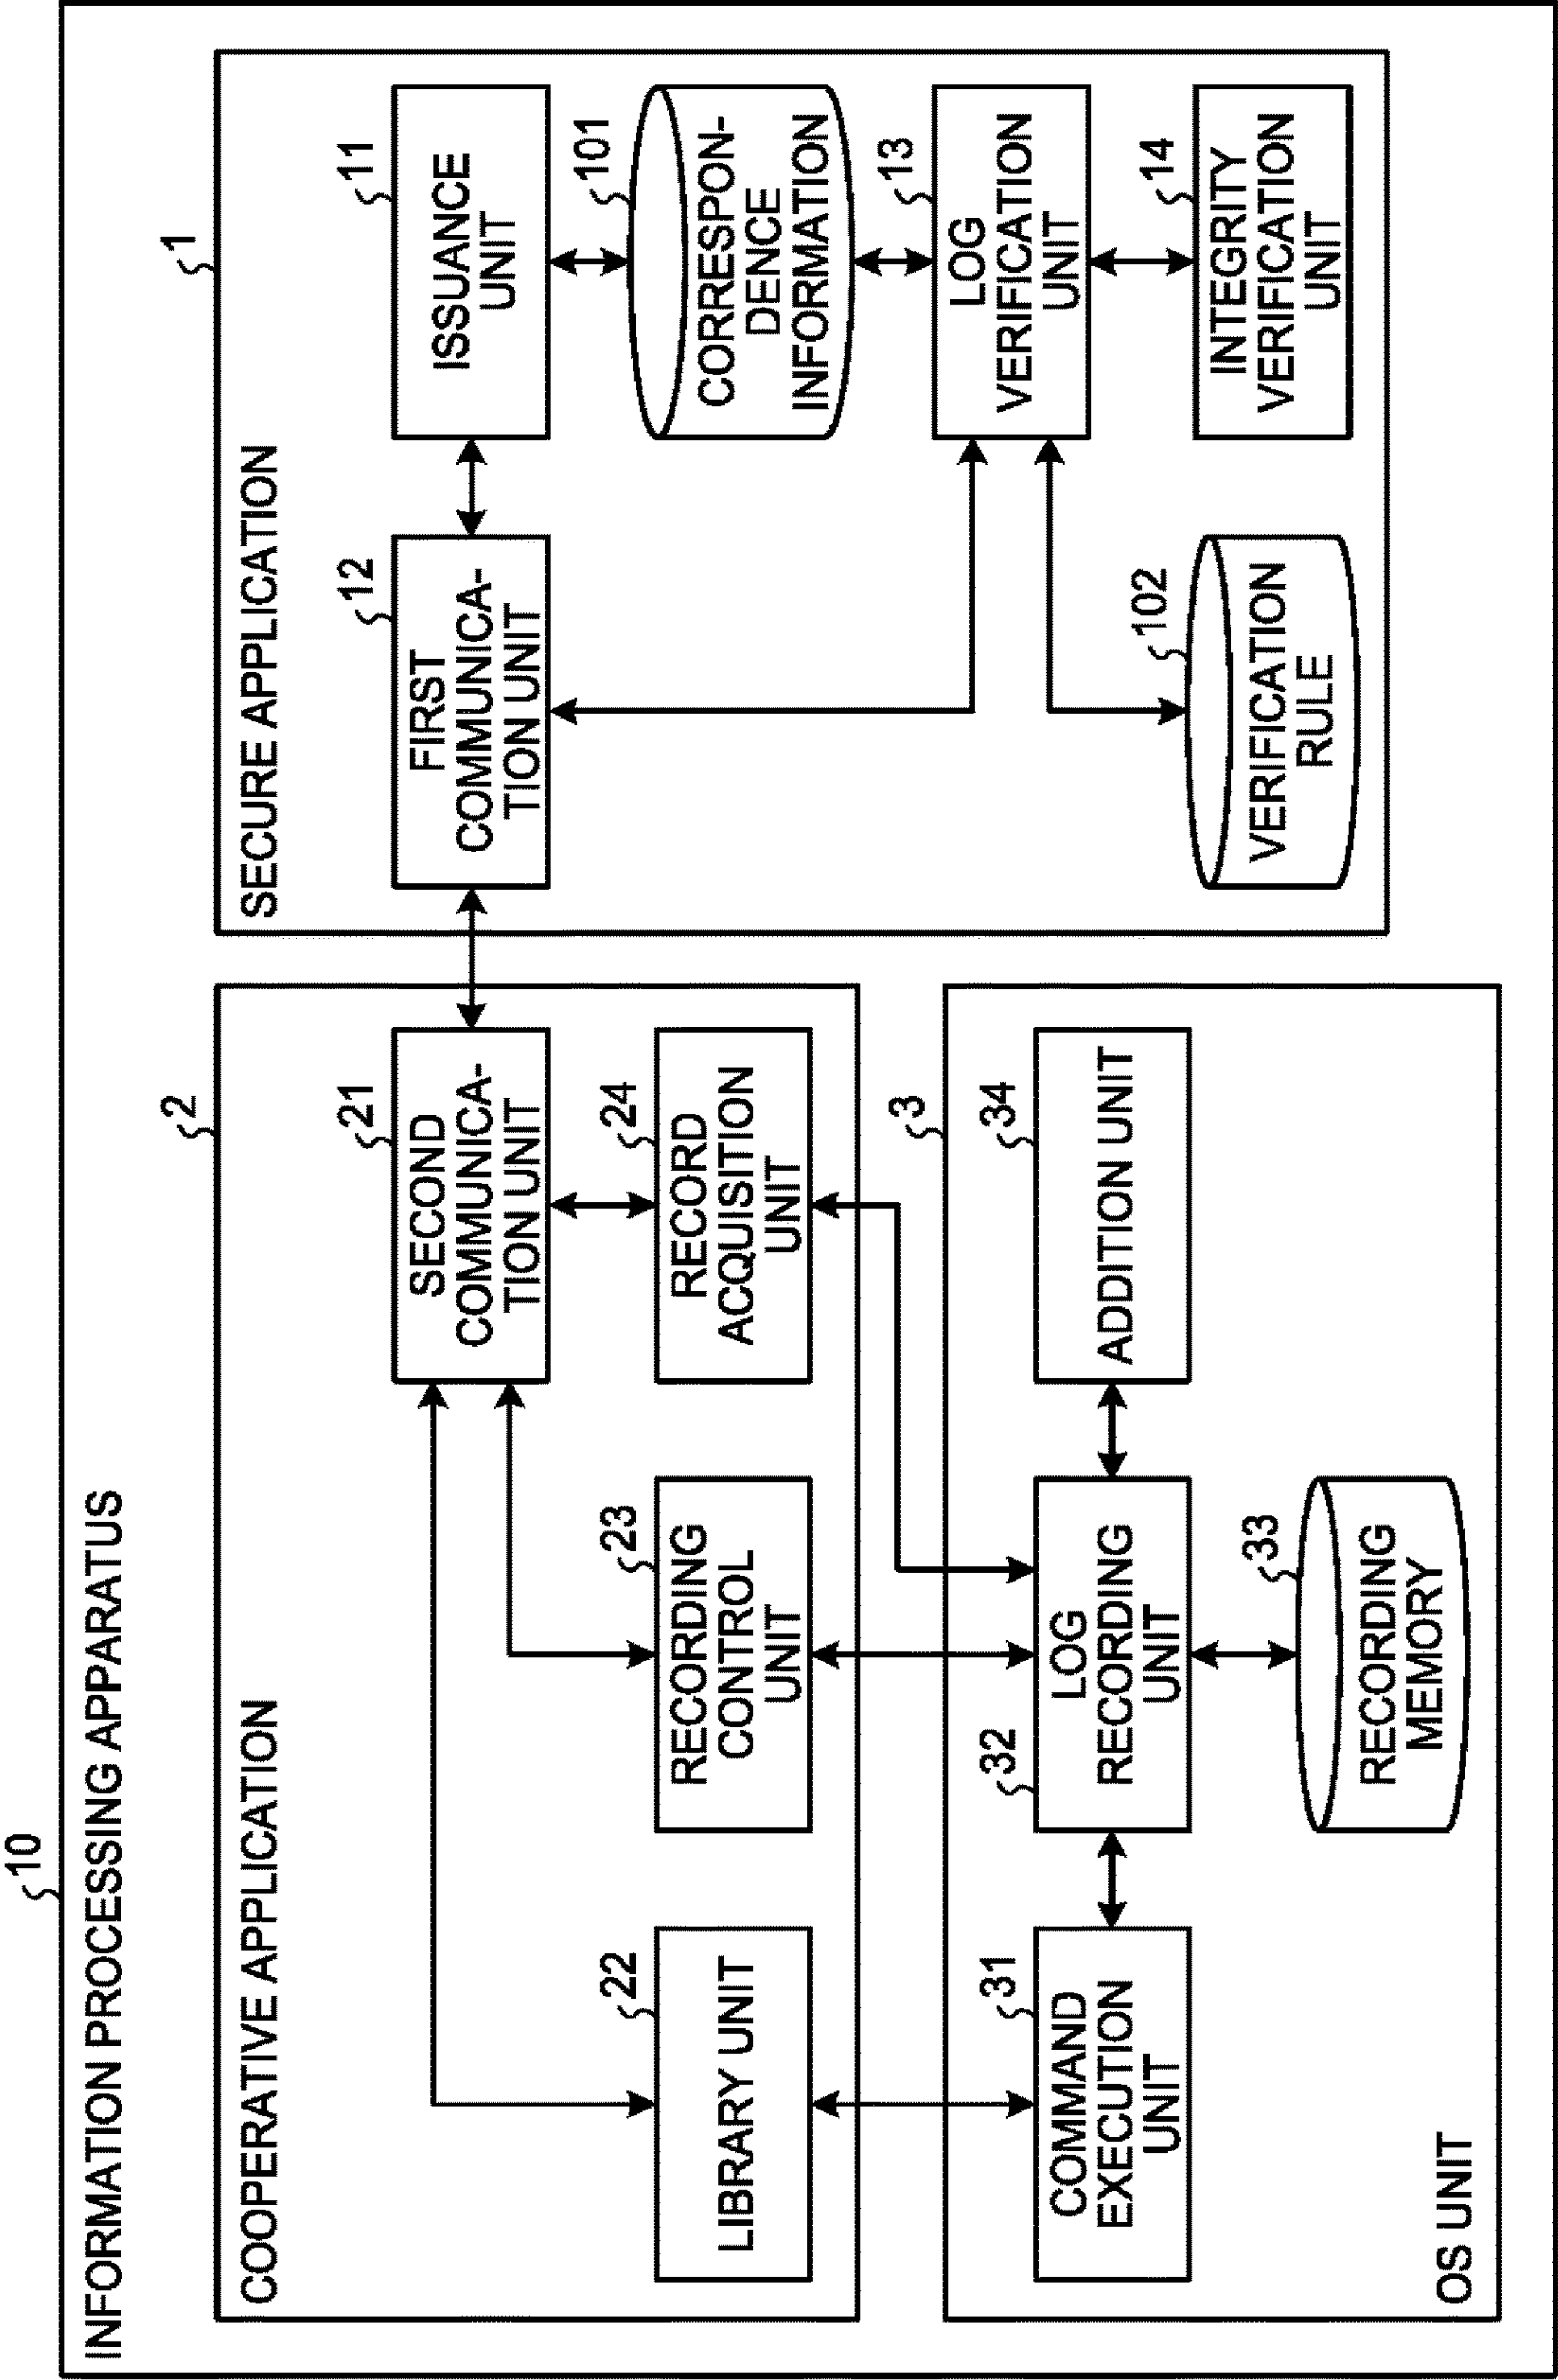 10
INFORMATION PROCESSING APPARATUS
2
COOPERATIVE APPLICATION
21
SECOND
COMMUNICA-
TION UNIT
22
LIBRARY UNIT
23
RECORDING
CONTROL
UNIT
24
RECORD
ACQUISITION
UNIT
3
31
COMMAND
EXECUTION
UNIT
32
LOG
RECORDING
UNIT
34
ADDITION UNIT
33
RECORDING
MEMORY
OS UNIT
1
SECURE APPLICATION
12
FIRST
COMMUNICA-
TION UNIT
11
ISSUANCE
UNIT
101
CORRESPON-
DENCE
INFORMATION
13
LOG
VERIFICATION
UNIT
102
VERIFICATION
RULE
14
INTEGRITY
VERIFICATION
UNIT